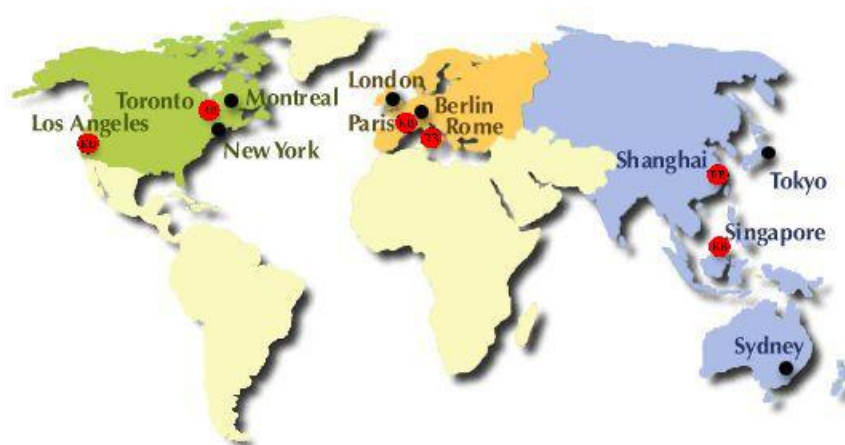 London
Toronto
Montreal
Berlin
Los Angeles
Paris
Rome
New York
Shanghai
Tokyo
Singapore
Sydney